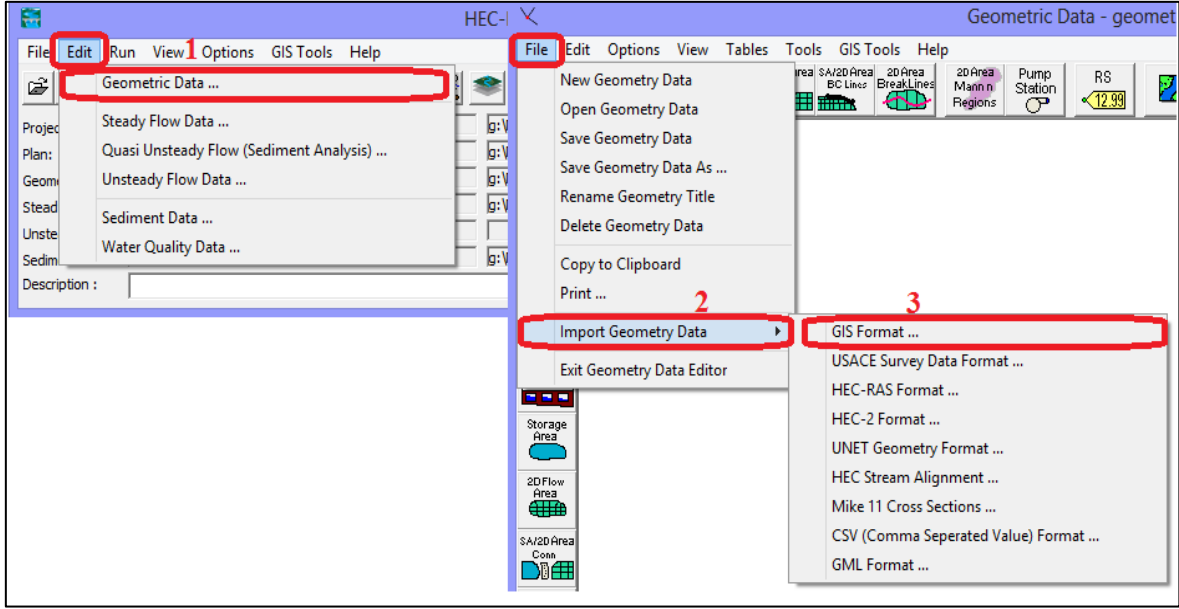 HEC-
File Edit Run View Options GIS Tools Help
1
Geometric Data ...
Steady Flow Data ...
Quasi Unsteady Flow (Sediment Analysis) ...
Unsteady Flow Data ...
Sediment Data ...
Water Quality Data ...
Projec
Plan:
Geom
Stead
Unste
Sedim
Description :
g:\
g:\
g:\
g:\
Geometric Data - geomet
File Edit Options View Tables Tools GIS Tools Help
New Geometry Data
Open Geometry Data
Save Geometry Data
Save Geometry Data As ...
Rename Geometry Title
Delete Geometry Data
Copy to Clipboard
Print ...
2
Import Geometry Data
Exit Geometry Data Editor
rea
SA/2D Area
BC Lines
2D Area
BreakLines
2D Area
Mann n
Regions
Pump
Station
RS
12.99
3
GIS Format ...
USACE Survey Data Format ...
HEC-RAS Format ...
HEC-2 Format ...
UNET Geometry Format ...
HEC Stream Alignment ...
Mike 11 Cross Sections ...
CSV (Comma Seperated Value) Format ...
GML Format ...
Storage
Area
2D Flow
Area
SA/2D Area
Conn